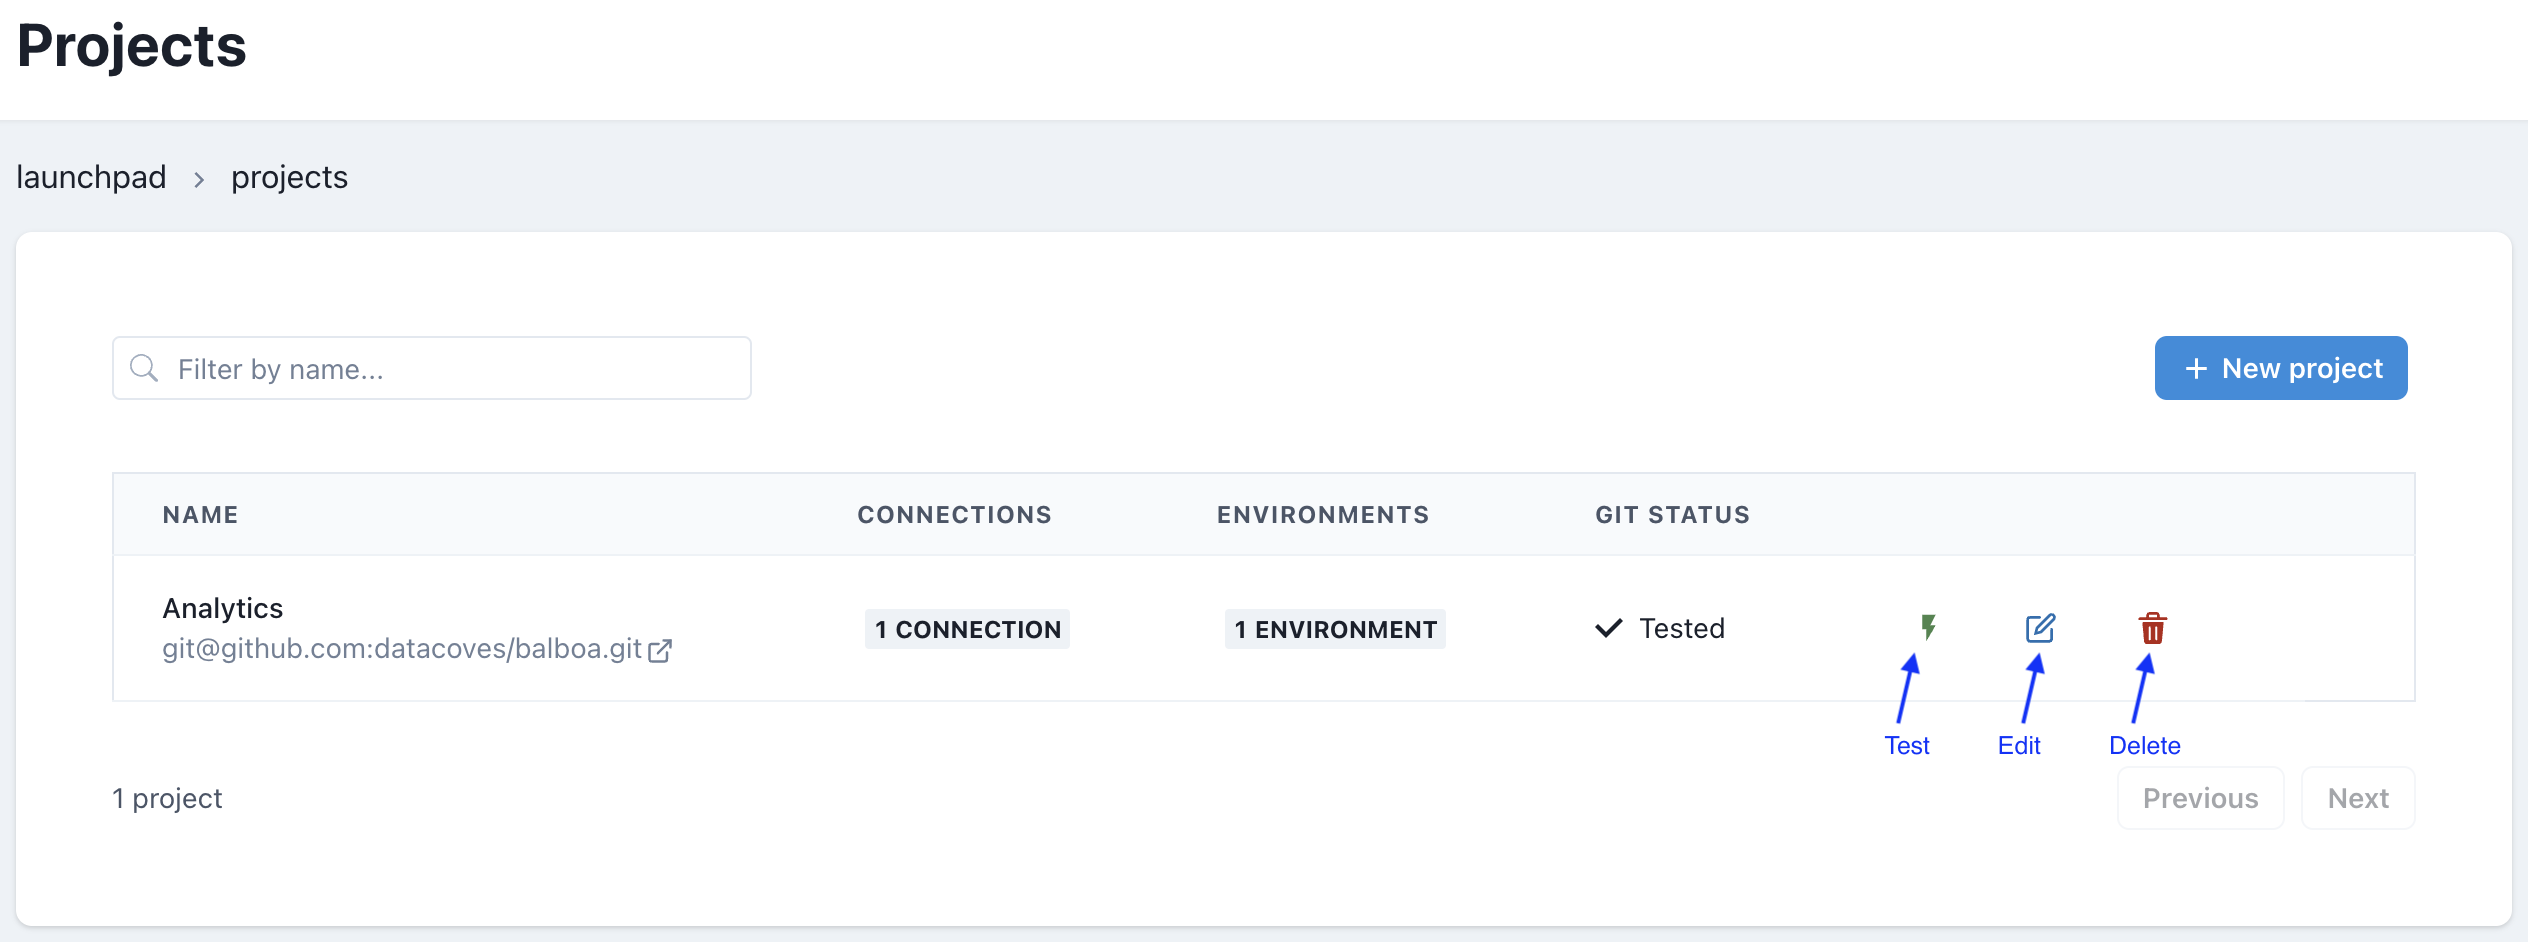 Projects
launchpad > projects
Filter by name...
+ New project
NAME CONNECTIONS ENVIRONMENTS GIT STATUS
Analytics
git@github.com:datacoves/balboa.git
1 CONNECTION 1 ENVIRONMENT Tested
Test Edit Delete
1 project
Previous Next